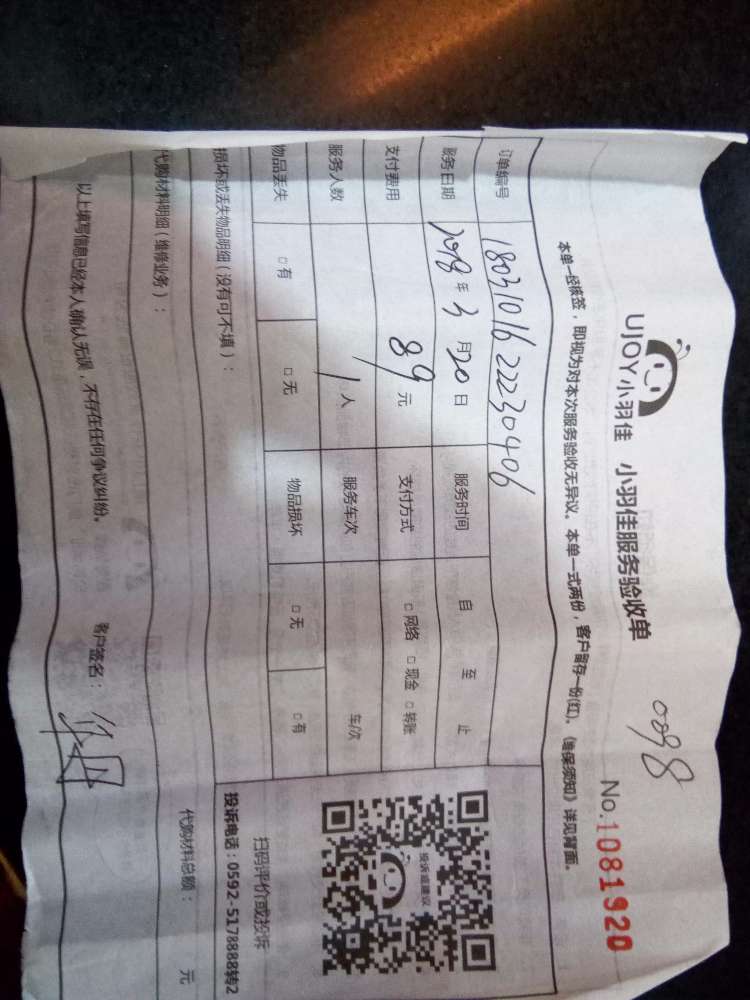 0098
UJOY小羽佳 小羽佳服务验收单 No.1081920
本单一经核签，即视为对本次服务验收无异议。本单一式两份，客户留存一份(红)。《维保须知》详见背面。
订单编号 18031016222230406
服务日期 2018年3月20日 服务时间 自 至 止
支付费用 89元 支付方式 □网络 □现金 □转账
服务人数 1人 服务车次 车/次
物品丢失 □有 □无 物品损坏 □无 □有
损坏或丢失物品明细（没有可不填）：
代购材料明细（维修业务）： 代购材料总额： 元
以上填写信息已经本人确认无误，不存在任何争议纠纷。 客户签名：
投诉或建议
扫码评价或投诉
投诉电话：0592-5178888转2